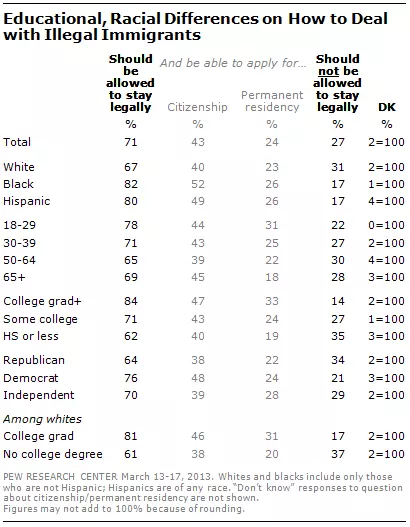 Educational, Racial Differences on How to Deal
with Illegal Immigrants
Should be allowed to stay legally And be able to apply for... Should not be allowed to stay legally DK
Citizenship Permanent residency
% % % % %
Total 71 43 24 27 2=100
White 67 40 23 31 2=100
Black 82 52 26 17 1=100
Hispanic 80 49 26 17 4=100
18-29 78 44 31 22 0=100
30-39 71 43 25 27 2=100
50-64 65 39 22 30 4=100
65+ 69 45 18 28 3=100
College grad+ 84 47 33 14 2=100
Some college 71 43 24 27 1=100
HS or less 62 40 19 35 3=100
Republican 64 38 22 34 2=100
Democrat 76 48 24 21 3=100
Independent 70 39 28 29 2=100
Among whites
College grad 81 46 31 17 2=100
No college degree 61 38 20 37 2=100
PEW RESEARCH CENTER March 13-17, 2013. Whites and blacks include only those
who are not Hispanic; Hispanics are of any race. "Don't know" responses to question
about citizenship/permanent residency are not shown.
Figures may not add to 100% because of rounding.